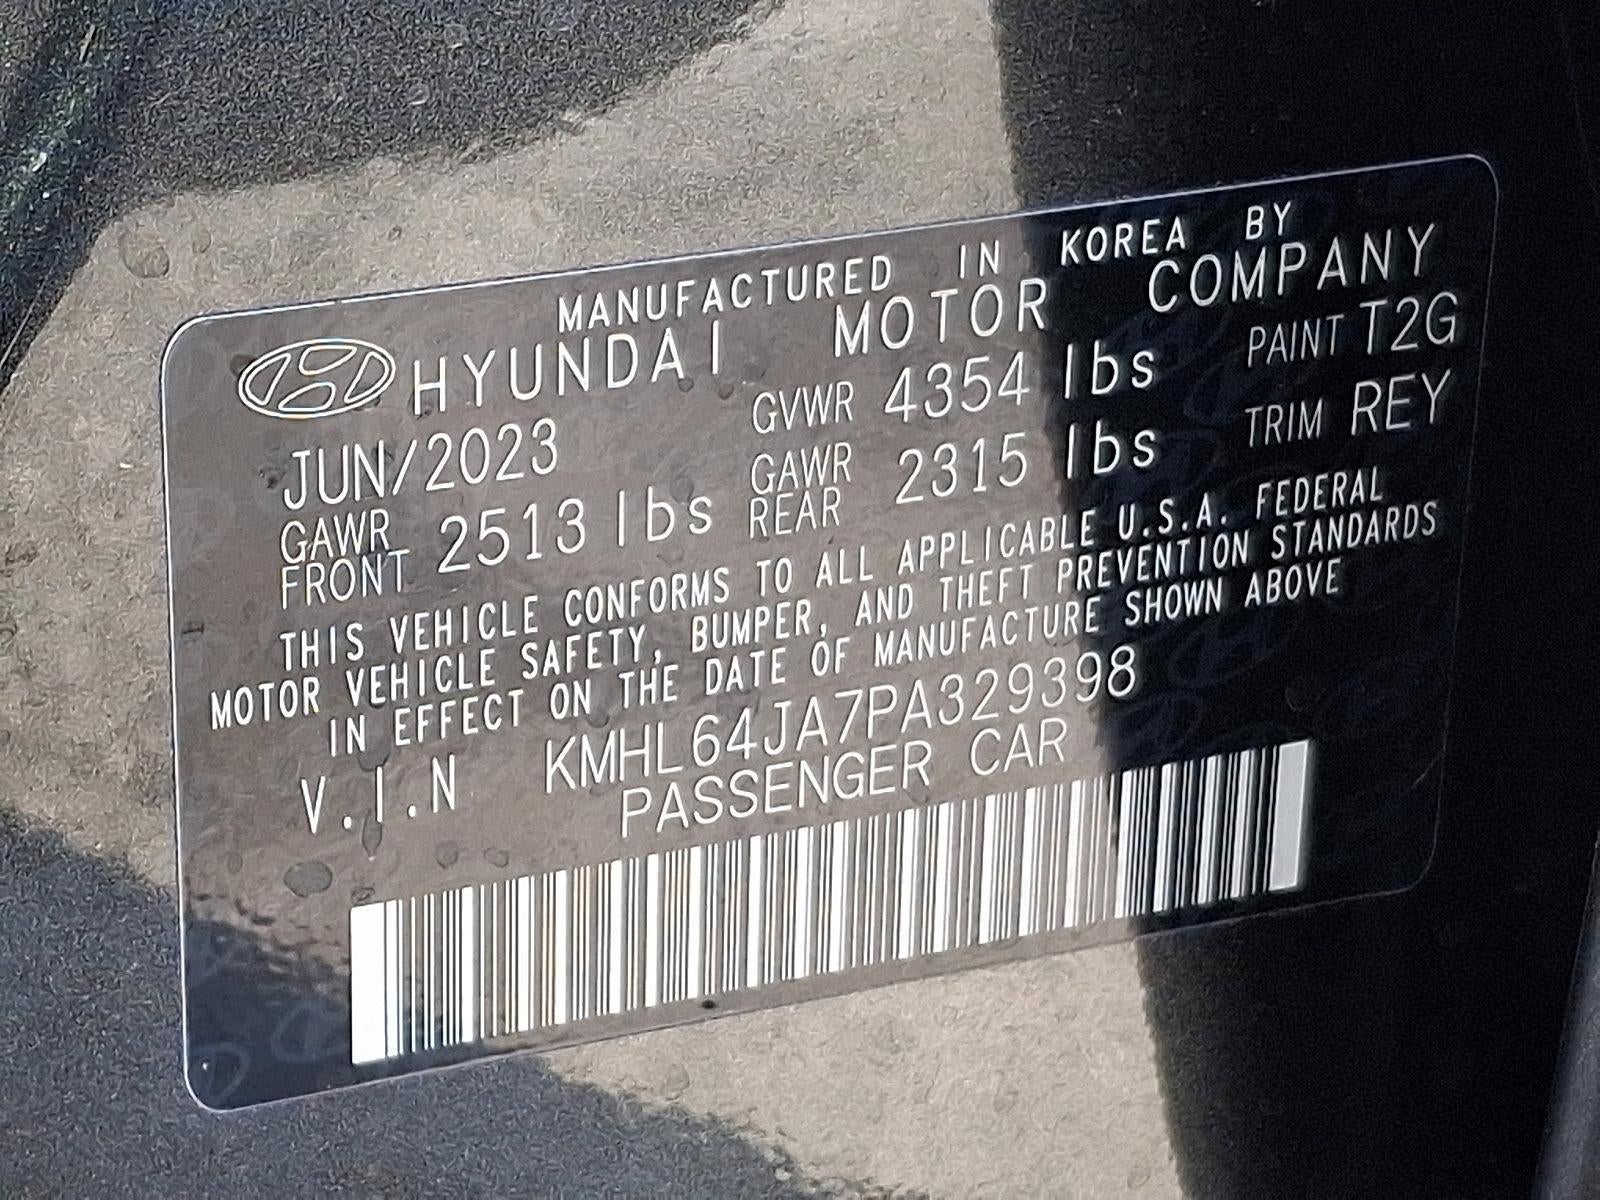 MANUFACTURED IN KOREA BY
HYUNDAI MOTOR COMPANY
JUN/2023 GVWR 4354 lbs PAINT T2G
GAWR FRONT 2513 lbs GAWR REAR 2315 lbs TRIM REY
THIS VEHICLE CONFORMS TO ALL APPLICABLE U.S.A. FEDERAL
MOTOR VEHICLE SAFETY, BUMPER, AND THEFT PREVENTION STANDARDS
IN EFFECT ON THE DATE OF MANUFACTURE SHOWN ABOVE
V.I.N KMHL64JA7PA329398
PASSENGER CAR